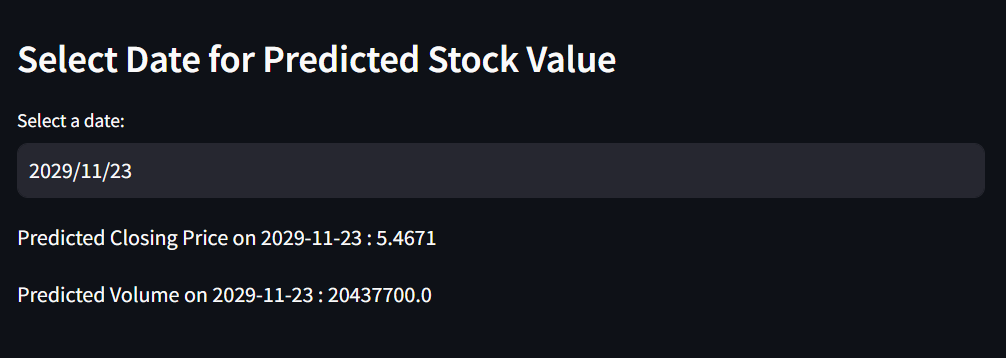 Select Date for Predicted Stock Value
Select a date:
2029/11/23
Predicted Closing Price on 2029-11-23 : 5.4671
Predicted Volume on 2029-11-23 : 20437700.0